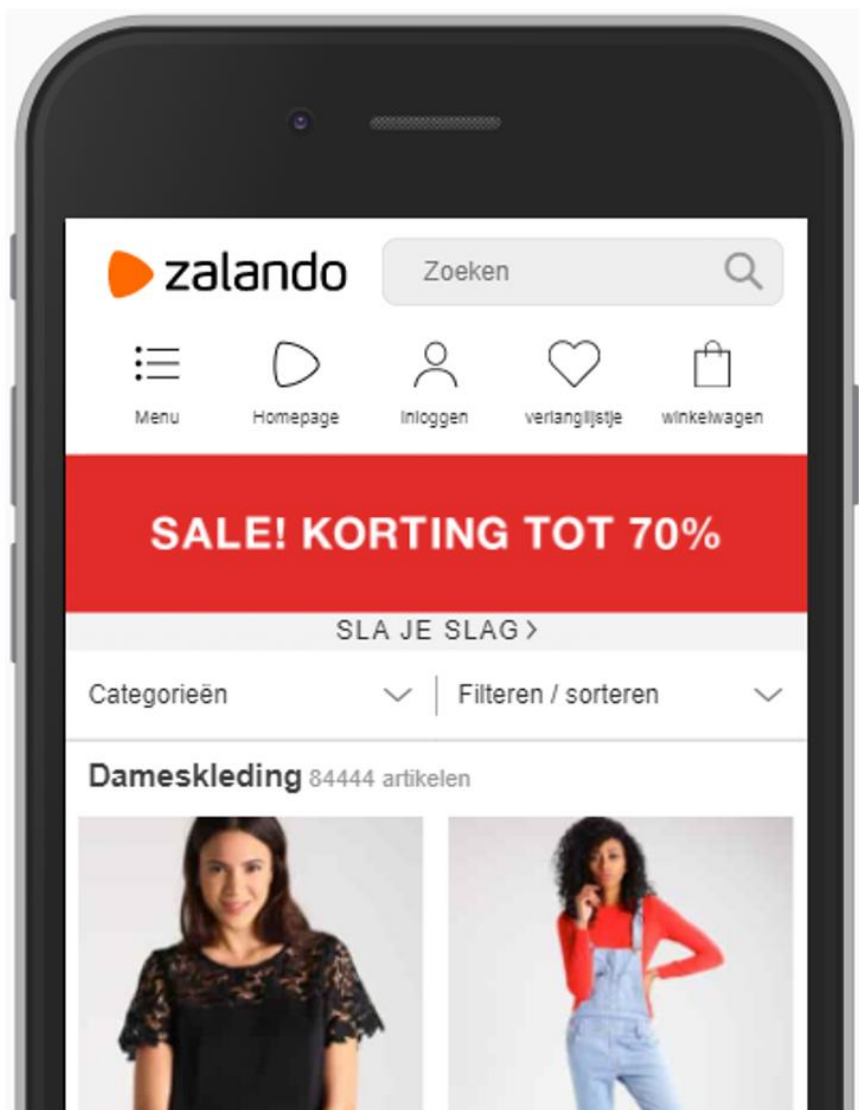 zalando
Zoeken
Menu Homepage Inloggen verlanglijstje winkelwagen
SALE! KORTING TOT 70%
SLA JE SLAG >
Categorieën Filteren / sorteren
Dameskleding 84444 artikelen